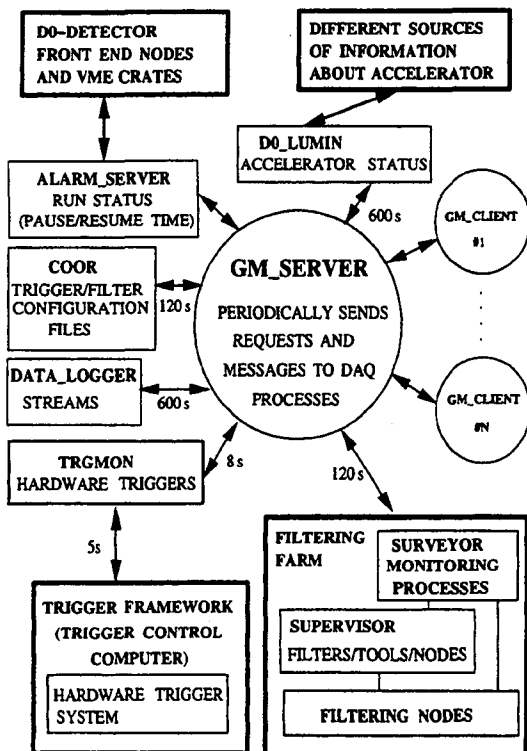 D0-DETECTOR
FRONT END NODES
AND VME CRATES
DIFFERENT SOURCES
OF INFORMATION
ABOUT ACCELERATOR
D0_LUMIN
ACCELERATOR STATUS
ALARM_SERVER
RUN STATUS
(PAUSE/RESUME TIME)
600 s
GM_CLIENT
#1
COOR
TRIGGER/FILTER
CONFIGURATION
FILES
120 s
GM_SERVER
PERIODICALLY SENDS
REQUESTS AND
MESSAGES TO DAQ
PROCESSES
DATA_LOGGER
STREAMS
600 s
GM_CLIENT
#N
TRGMON
HARDWARE TRIGGERS
8 s
120 s
5s
FILTERING
FARM
SURVEYOR
MONITORING
PROCESSES
TRIGGER FRAMEWORK
(TRIGGER CONTROL
COMPUTER)
HARDWARE TRIGGER
SYSTEM
SUPERVISOR
FILTERS/TOOLS/NODES
FILTERING NODES